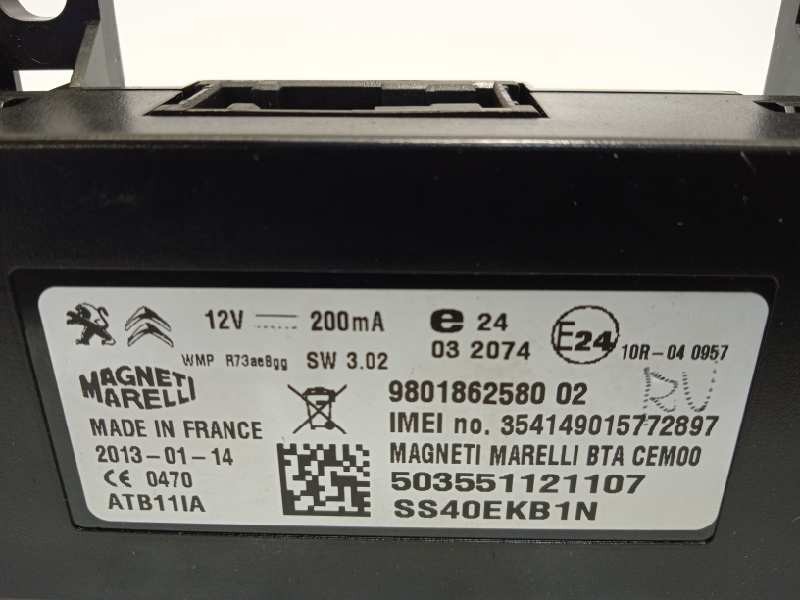 12V 200mA e 24
03 2074 E24 10R-04 0957
WMP R73ae8gg SW 3.02
MAGNETI
MARELLI
9801862580 02 RU
MADE IN FRANCE
IMEI no. 354149015772897
2013-01-14
MAGNETI MARELLI BTA CEM00
CE 0470
503551121107
ATB11IA
SS40EKB1N